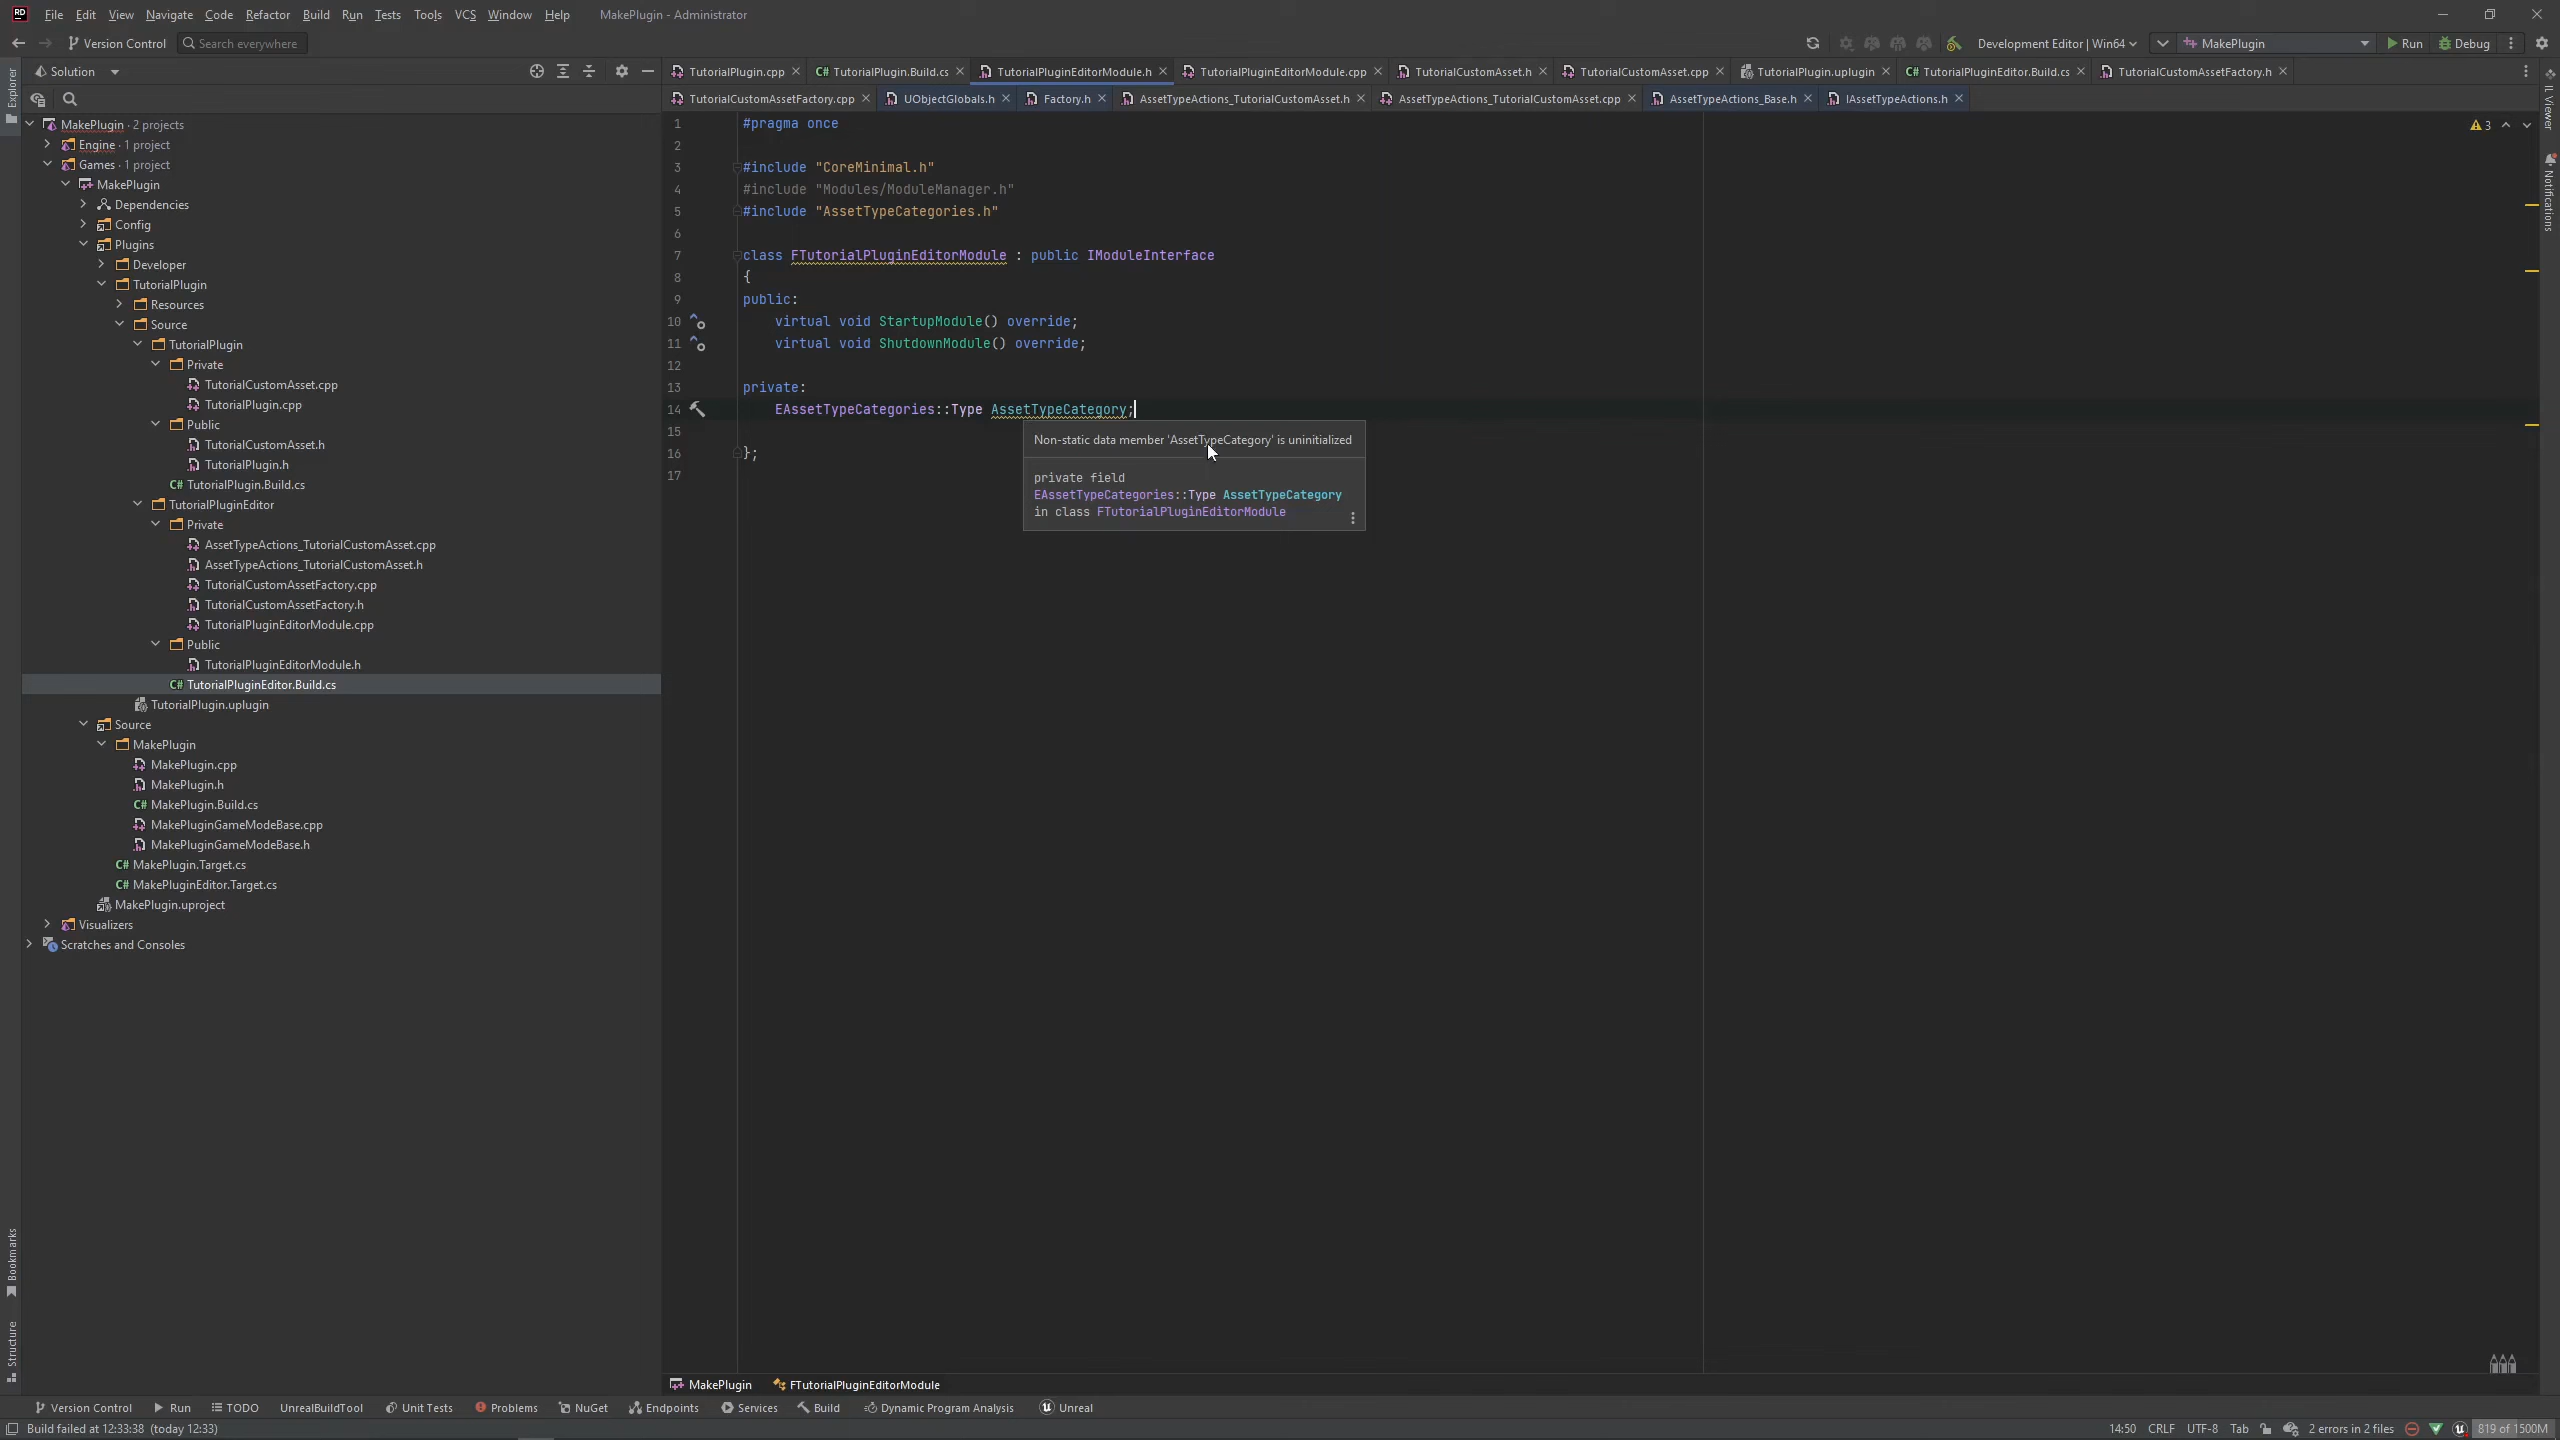 File Edit View Navigate Code Refactor Build Run Tests Tools VCS Window Help MakePlugin - Administrator
Version Control Search everywhere Development Editor | Win64 MakePlugin Run Debug
Solution
TutorialPlugin.cpp TutorialPlugin.Build.cs TutorialPluginEditorModule.h TutorialPluginEditorModule.cpp TutorialCustomAsset.h TutorialCustomAsset.cpp TutorialPlugin.uplugin TutorialPluginEditor.Build.cs TutorialCustomAssetFactory.h
TutorialCustomAssetFactory.cpp UObjectGlobals.h Factory.h AssetTypeActions_TutorialCustomAsset.h AssetTypeActions_TutorialCustomAsset.cpp AssetTypeActions_Base.h IAssetTypeActions.h
Explorer
Bookmarks
Structure
MakePlugin · 2 projects
Engine · 1 project
Games · 1 project
MakePlugin
Dependencies
Config
Plugins
Developer
TutorialPlugin
Resources
Source
TutorialPlugin
Private
TutorialCustomAsset.cpp
TutorialPlugin.cpp
Public
TutorialCustomAsset.h
TutorialPlugin.h
C# TutorialPlugin.Build.cs
TutorialPluginEditor
Private
AssetTypeActions_TutorialCustomAsset.cpp
AssetTypeActions_TutorialCustomAsset.h
TutorialCustomAssetFactory.cpp
TutorialCustomAssetFactory.h
TutorialPluginEditorModule.cpp
Public
TutorialPluginEditorModule.h
C# TutorialPluginEditor.Build.cs
TutorialPlugin.uplugin
Source
MakePlugin
MakePlugin.cpp
MakePlugin.h
C# MakePlugin.Build.cs
MakePluginGameModeBase.cpp
MakePluginGameModeBase.h
C# MakePlugin.Target.cs
C# MakePluginEditor.Target.cs
MakePlugin.uproject
Visualizers
Scratches and Consoles
1 #pragma once
2
3 #include "CoreMinimal.h"
4 #include "Modules/ModuleManager.h"
5 #include "AssetTypeCategories.h"
6
7 class FTutorialPluginEditorModule : public IModuleInterface
8 {
9 public:
10 virtual void StartupModule() override;
11 virtual void ShutdownModule() override;
12
13 private:
14 EAssetTypeCategories::Type AssetTypeCategory;
15
16 };
17
Non-static data member 'AssetTypeCategory' is uninitialized
private field
EAssetTypeCategories::Type AssetTypeCategory
in class FTutorialPluginEditorModule
3
IL Viewer
Notifications
MakePlugin FTutorialPluginEditorModule
Version Control Run TODO UnrealBuildTool Unit Tests Problems NuGet Endpoints Services Build Dynamic Program Analysis Unreal
Build failed at 12:33:38 (today 12:33) 14:50 CRLF UTF-8 Tab 2 errors in 2 files 819 of 1500M